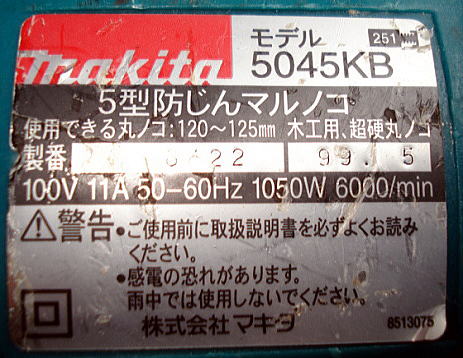 makita
モデル 251
5045KB
5型防じんマルノコ
使用できる丸ノコ:120～125mm 木工用、超硬丸ノコ
製番 6422 99. 5
100V 11A 50-60Hz 1050W 6000/min
⚠警告●ご使用前に取扱説明書を必ずよくお読み
ください。
●感電の恐れがあります。
雨中では使用しないでください。
株式会社マキタ 8513075